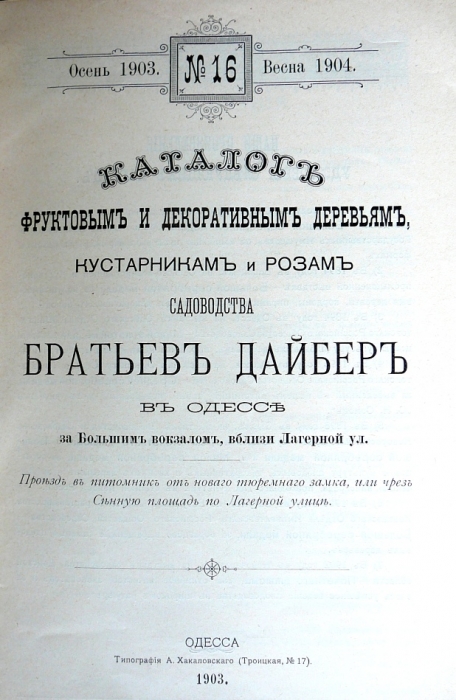 Осень 1903. № 16 Весна 1904.
КАТАЛОГЪ
ФРУКТОВЫМЪ И ДЕКОРАТИВНЫМЪ ДЕРЕВЬЯМЪ,
КУСТАРНИКАМЪ и РОЗАМЪ
САДОВОДСТВА
БРАТЬЕВЪ ДАЙБЕРЪ
ВЪ ОДЕССѢ
за Большимъ вокзаломъ, вблизи Лагерной ул.
Проѣздъ въ питомникъ отъ новаго тюремнаго замка, или чрезъ
Сѣнную площадь по Лагерной улицѣ.
ОДЕССА
Типографія А. Хакаловскаго (Троицкая, № 17).
1903.